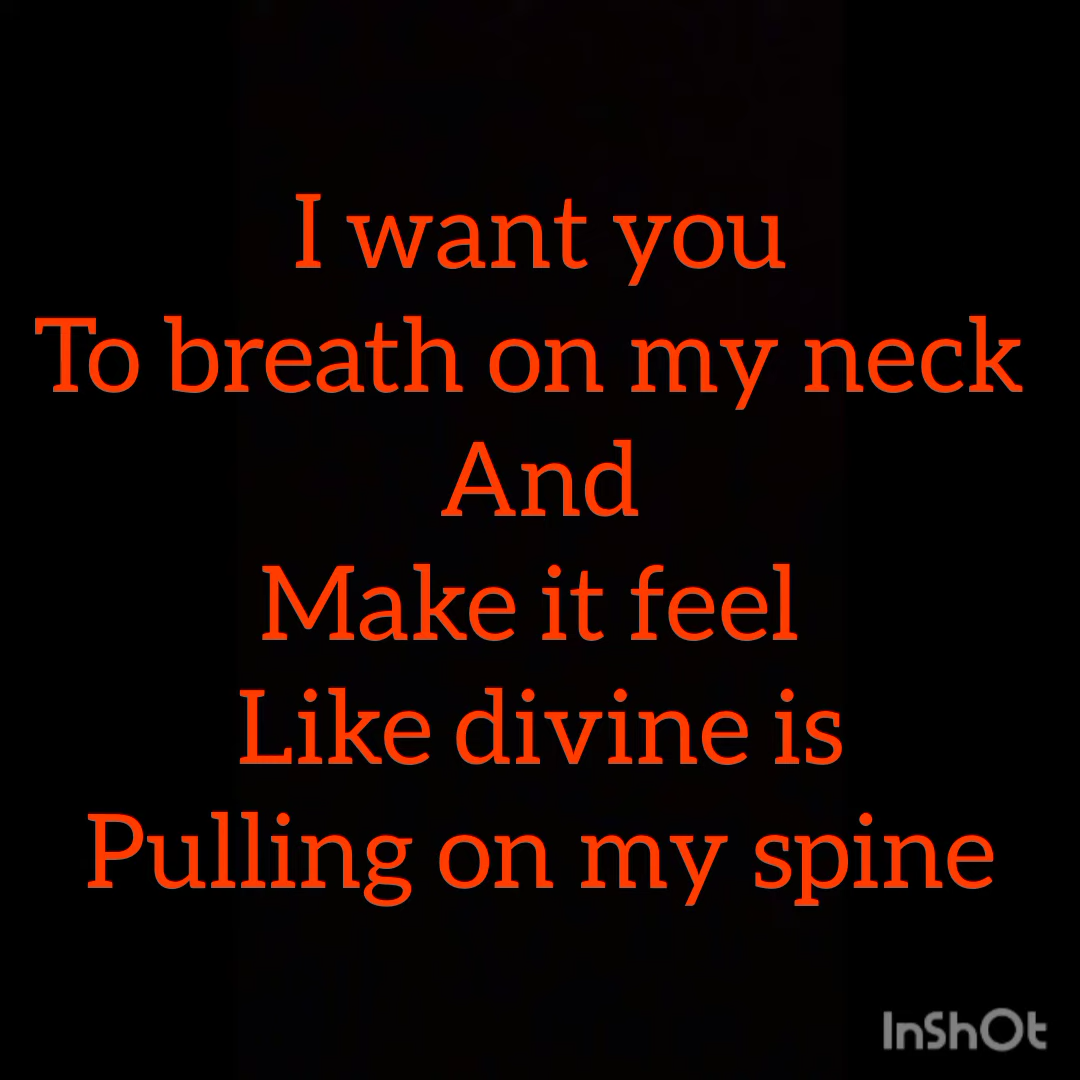 I want you
To breath on my neck
And
Make it feel
Like divine is
Pulling on my spine
InShOt